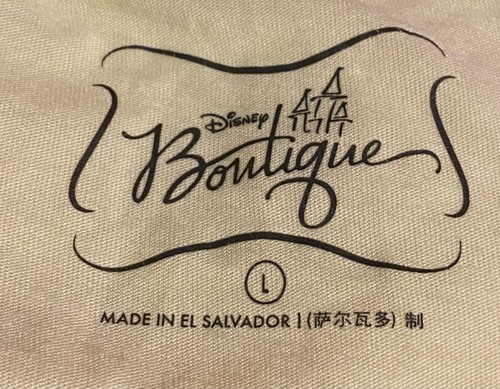 Disney
Boutique
L
MADE IN EL SALVADOR | (萨尔瓦多) 制